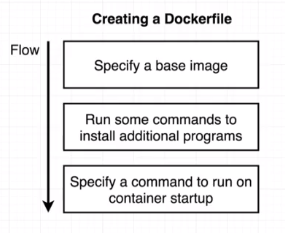 Creating a Dockerfile
Flow
Specify a base image
Run some commands to
install additional programs
Specify a command to run on
container startup